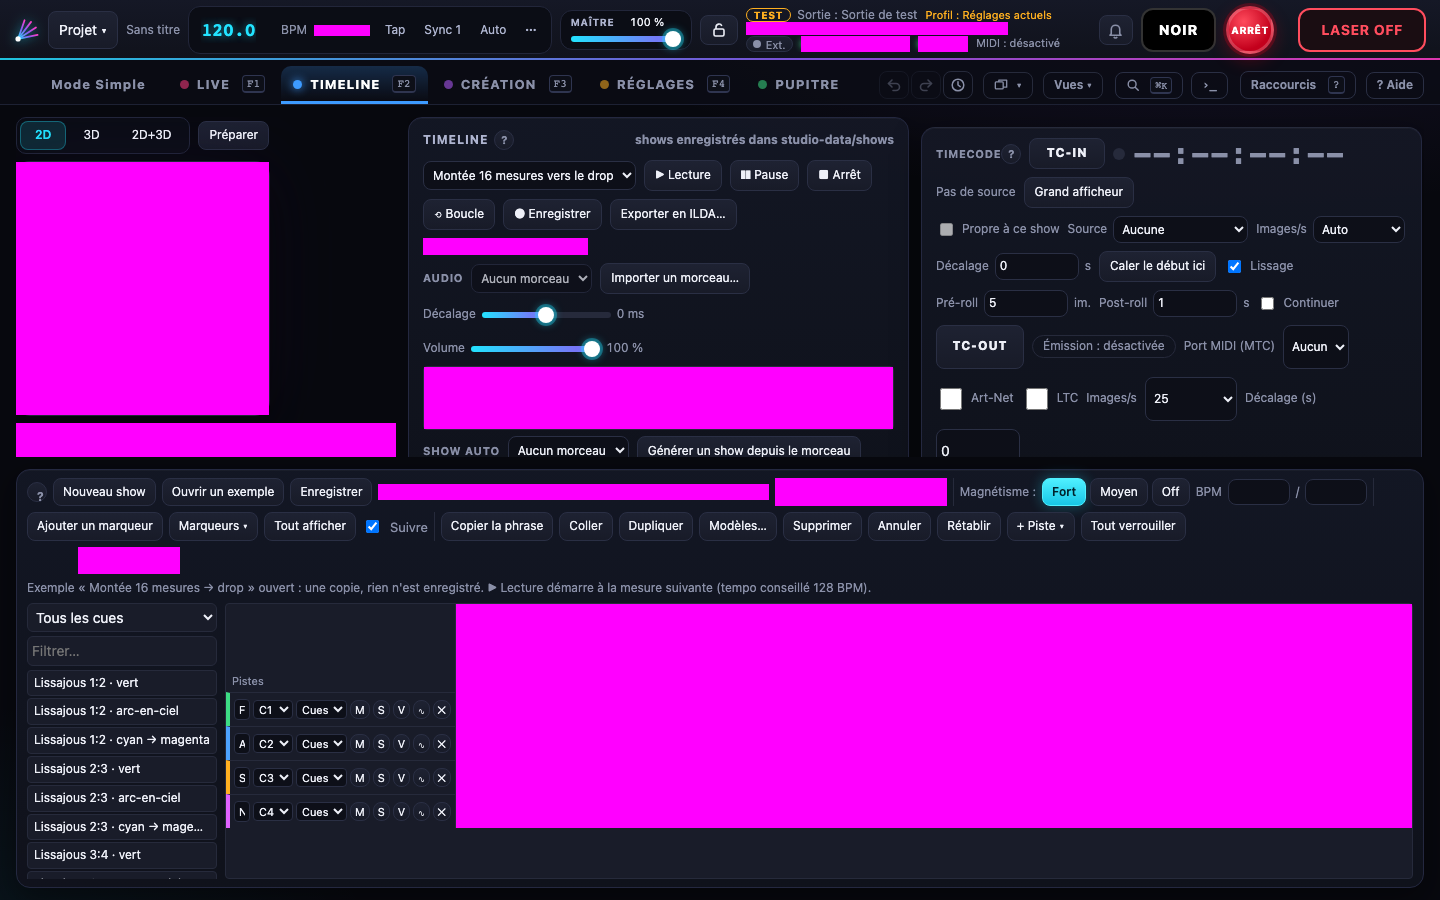 Projet ▾ Sans titre 120.0 BPM Tap Sync 1 Auto ··· MAÎTRE 100 % TEST Sortie : Sortie de test Profil : Réglages actuels NOIR ARRÊT LASER OFF
Ext. MIDI : désactivé
Mode Simple LIVE F1 TIMELINE F2 CRÉATION F3 RÉGLAGES F4 PUPITRE Vues ▾ ⌘K >_ Raccourcis ? ? Aide
2D 3D 2D+3D Préparer
TIMELINE ? shows enregistrés dans studio-data/shows
Montée 16 mesures vers le drop ▶ Lecture Pause Arrêt
Boucle Enregistrer Exporter en ILDA...
AUDIO Aucun morceau Importer un morceau...
Décalage 0 ms
Volume 100 %
SHOW AUTO Aucun morceau Générer un show depuis le morceau
TIMECODE ? TC-IN -- : -- : -- : --
Pas de source Grand afficheur
Propre à ce show Source Aucune Images/s Auto
Décalage 0 s Caler le début ici Lissage
Pré-roll 5 im. Post-roll 1 s Continuer
TC-OUT Émission : désactivée Port MIDI (MTC) Aucun
Art-Net LTC Images/s 25 Décalage (s)
0
? Nouveau show Ouvrir un exemple Enregistrer Magnétisme : Fort Moyen Off BPM /
Ajouter un marqueur Marqueurs ▾ Tout afficher Suivre Copier la phrase Coller Dupliquer Modèles... Supprimer Annuler Rétablir + Piste ▾ Tout verrouiller
Exemple « Montée 16 mesures → drop » ouvert : une copie, rien n'est enregistré. ▶ Lecture démarre à la mesure suivante (tempo conseillé 128 BPM).
Tous les cues
Filtrer...
Lissajous 1:2 · vert
Lissajous 1:2 · arc-en-ciel
Lissajous 1:2 · cyan → magenta
Lissajous 2:3 · vert
Lissajous 2:3 · arc-en-ciel
Lissajous 2:3 · cyan → mage...
Lissajous 3:4 · vert
Pistes
F C1 Cues M S V ∿ ✕
A C2 Cues M S V ∿ ✕
S C3 Cues M S V ∿ ✕
N C4 Cues M S V ∿ ✕